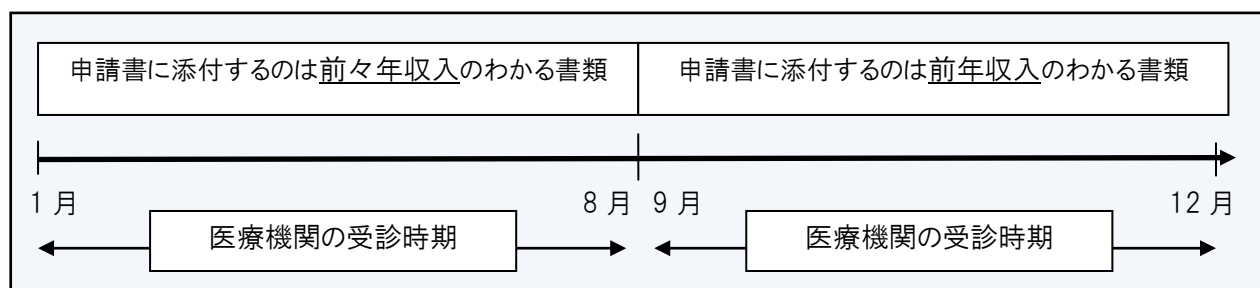 申請書に添付するのは前々年収入のわかる書類
申請書に添付するのは前年収入のわかる書類
1 月
8 月
9 月
12 月
医療機関の受診時期
医療機関の受診時期